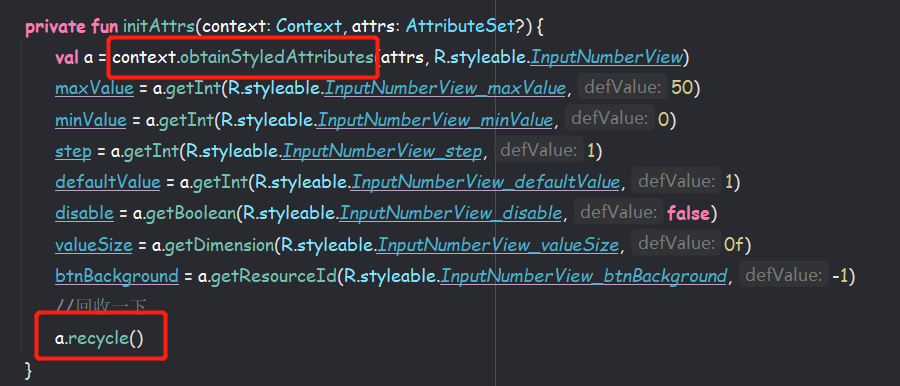 private fun initAttrs(context: Context, attrs: AttributeSet?) {
val a = context.obtainStyledAttributes(attrs, R.styleable.InputNumberView)
maxValue = a.getInt(R.styleable.InputNumberView_maxValue, defValue: 50)
minValue = a.getInt(R.styleable.InputNumberView_minValue, defValue: 0)
step = a.getInt(R.styleable.InputNumberView_step, defValue: 1)
defaultValue = a.getInt(R.styleable.InputNumberView_defaultValue, defValue: 1)
disable = a.getBoolean(R.styleable.InputNumberView_disable, defValue: false)
valueSize = a.getDimension(R.styleable.InputNumberView_valueSize, defValue: 0f)
btnBackground = a.getResourceId(R.styleable.InputNumberView_btnBackground, defValue: -1)
//回收一下
a.recycle()
}